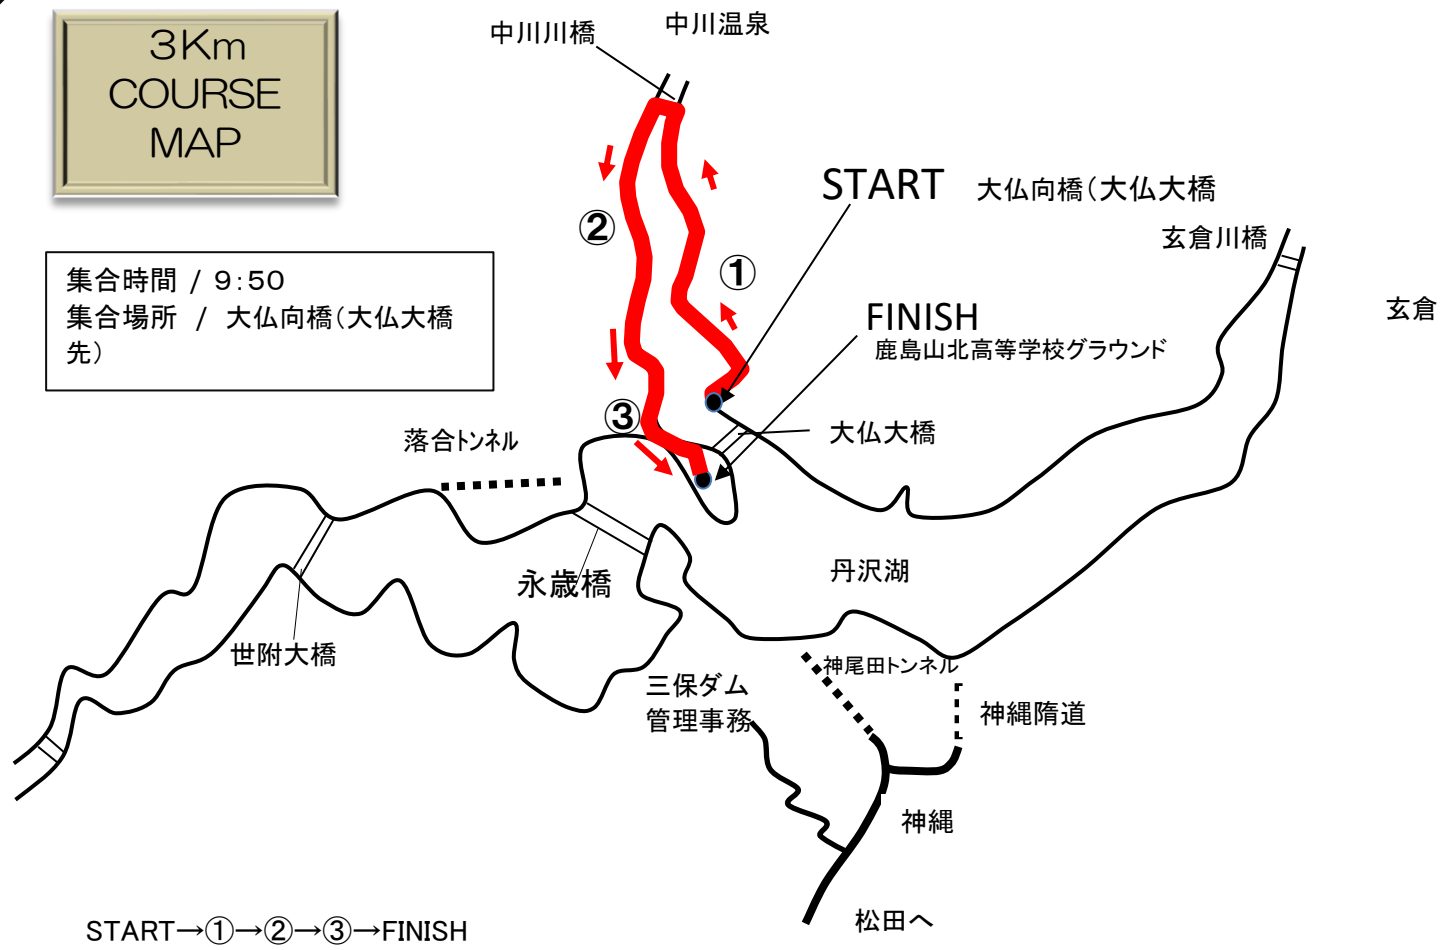 3Km
COURSE
MAP
中川川橋
中川温泉
START 大仏向橋(大仏大橋
玄倉川橋
玄倉
集合時間 / 9:50
集合場所 / 大仏向橋(大仏大橋
先)
②
①
FINISH
鹿島山北高等学校グラウンド
③
大仏大橋
落合トンネル
永歳橋
丹沢湖
世附大橋
神尾田トンネル
三保ダム
管理事務
神縄隋道
神縄
松田へ
START→①→②→③→FINISH